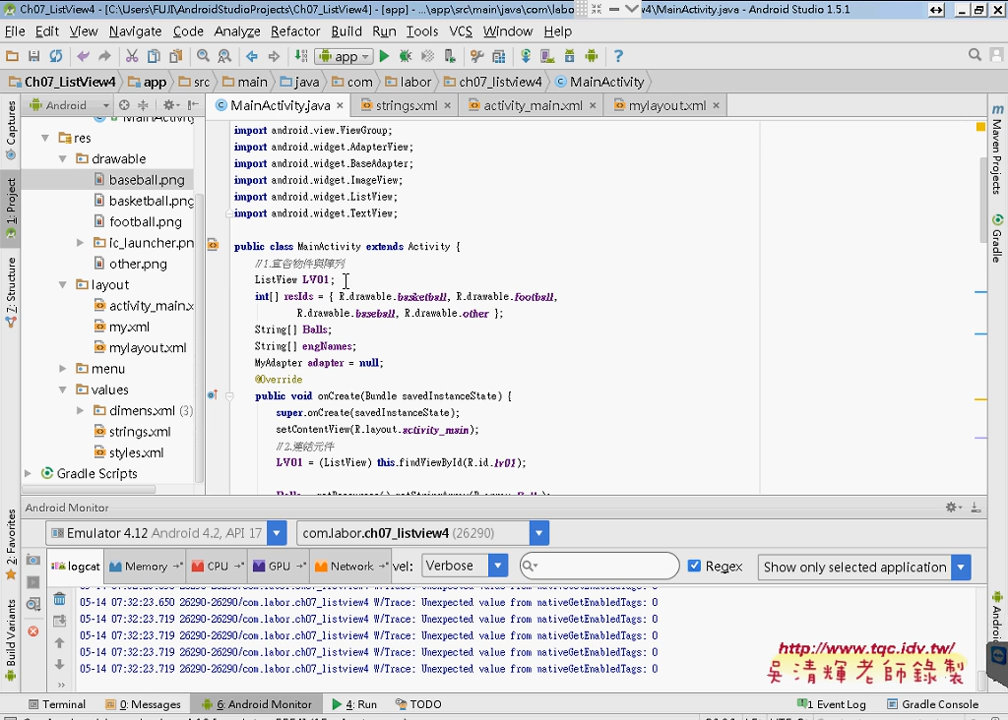 Ch07_ListView4 - [C:\Users\FUJI\AndroidStudioProjects\Ch07_ListView4] - [app] - ...\app\src\main\java\com\labo w4\MainActivity.java - Android Studio 1.5.1
File Edit View Navigate Code Analyze Refactor Build Run Tools VCS Window Help
app
Ch07_ListView4 app src main java com labor ch07_listview4 MainActivity
Android
MainActivity.java × strings.xml × activity_main.xml × mylayout.xml ×
Captures
1: Project
7: Structure
2: Favorites
Build Variants
Maven Projects
Gradle
MainActivity
res
drawable
baseball.png
basketball.png
football.png
ic_launcher.pn
other.png
layout
activity_main.x
my.xml
mylayout.xml
menu
values
dimens.xml (3)
strings.xml
styles.xml
Gradle Scripts
import android.view.ViewGroup;
import android.widget.AdapterView;
import android.widget.BaseAdapter;
import android.widget.ImageView;
import android.widget.ListView;
import android.widget.TextView;
public class MainActivity extends Activity {
//1.宣告物件與陣列
ListView LV01;
int[] resIds = { R.drawable.basketball, R.drawable.football,
R.drawable.baseball, R.drawable.other };
String[] Balls;
String[] engNames;
MyAdapter adapter = null;
@Override
public void onCreate(Bundle savedInstanceState) {
super.onCreate(savedInstanceState);
setContentView(R.layout.activity_main);
//2.連結元件
LV01 = (ListView) this.findViewById(R.id.lv01);
Android Monitor
Emulator 4.12 Android 4.2, API 17 com.labor.ch07_listview4 (26290)
logcat Memory CPU GPU Network vel: Verbose Regex Show only selected application
05-14 07:32:23.650 26290-26290/com.labor.ch07_listview4 W/Trace: Unexpected value from nativeGetEnabledTags: 0
05-14 07:32:23.719 26290-26290/com.labor.ch07_listview4 W/Trace: Unexpected value from nativeGetEnabledTags: 0
05-14 07:32:23.719 26290-26290/com.labor.ch07_listview4 W/Trace: Unexpected value from nativeGetEnabledTags: 0
05-14 07:32:23.719 26290-26290/com.labor.ch07_listview4 W/Trace: Unexpected value from nativeGetEnabledTags: 0
05-14 07:32:23.719 26290-26290/com.labor.ch07_listview4 W/Trace: Unexpected value from nativeGetEnabledTags: 0
http://www.tqc.idv.tw/
吳清輝老師錄製
Terminal 0: Messages 6: Android Monitor 4: Run TODO 1 Event Log Gradle Console